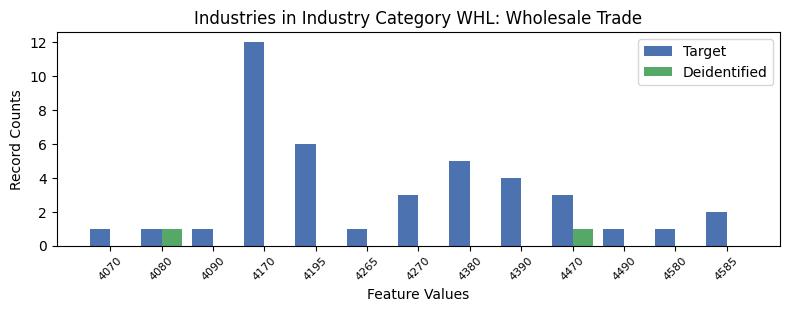 Industries in Industry Category WHL: Wholesale Trade
Target
Deidentified
Record Counts
12
10
8
6
4
2
0
4070 4080 4090 4170 4195 4265 4270 4380 4390 4470 4490 4580 4585
Feature Values